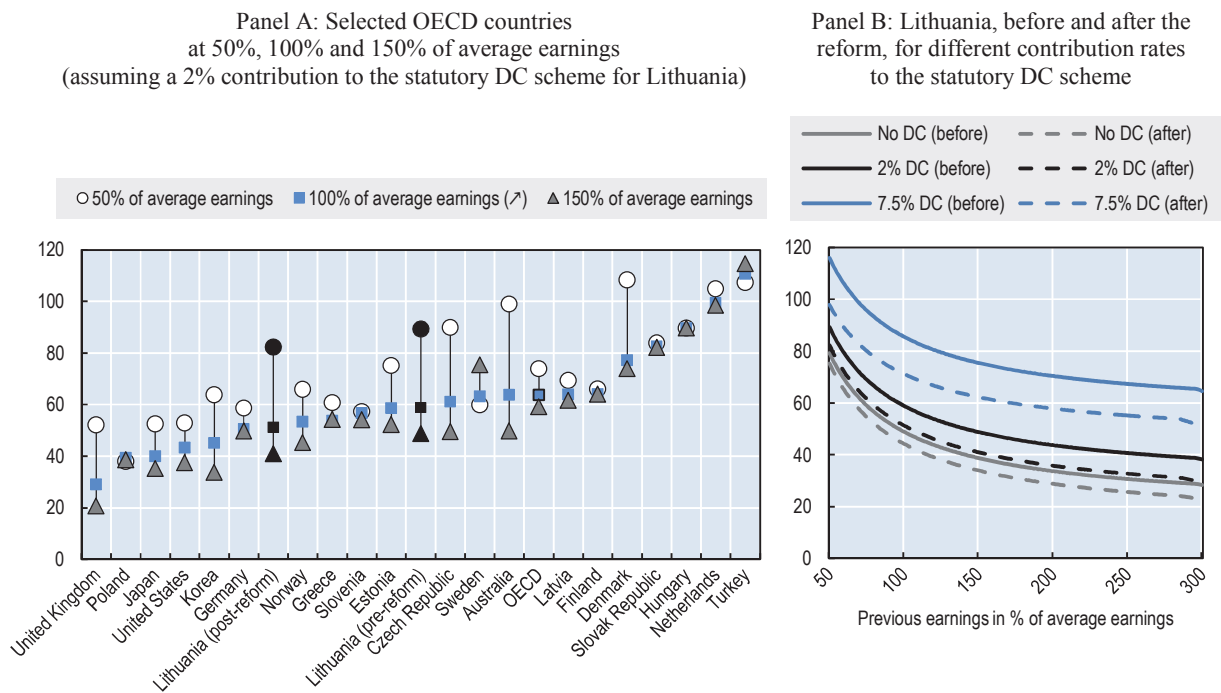 Panel A: Selected OECD countries
at 50%, 100% and 150% of average earnings
(assuming a 2% contribution to the statutory DC scheme for Lithuania)
50% of average earnings
100% of average earnings (↗)
150% of average earnings
120
100
80
60
40
20
0
United Kingdom
Poland
Japan
United States
Korea
Germany
Lithuania (post-reform)
Norway
Greece
Slovenia
Estonia
Lithuania (pre-reform)
Czech Republic
Sweden
Australia
OECD
Latvia
Finland
Denmark
Slovak Republic
Hungary
Netherlands
Turkey
Panel B: Lithuania, before and after the
reform, for different contribution rates
to the statutory DC scheme
No DC (before)
No DC (after)
2% DC (before)
2% DC (after)
7.5% DC (before)
7.5% DC (after)
120
100
80
60
40
20
0
50
100
150
200
250
300
Previous earnings in % of average earnings